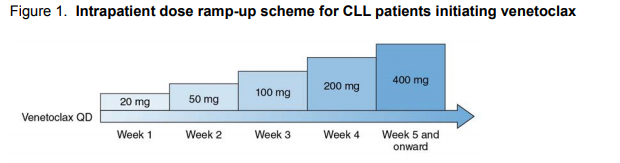 Figure 1. Intrapatient dose ramp-up scheme for CLL patients initiating venetoclax
20 mg
50 mg
100 mg
200 mg
400 mg
Venetoclax QD
Week 1
Week 2
Week 3
Week 4
Week 5 and
onward